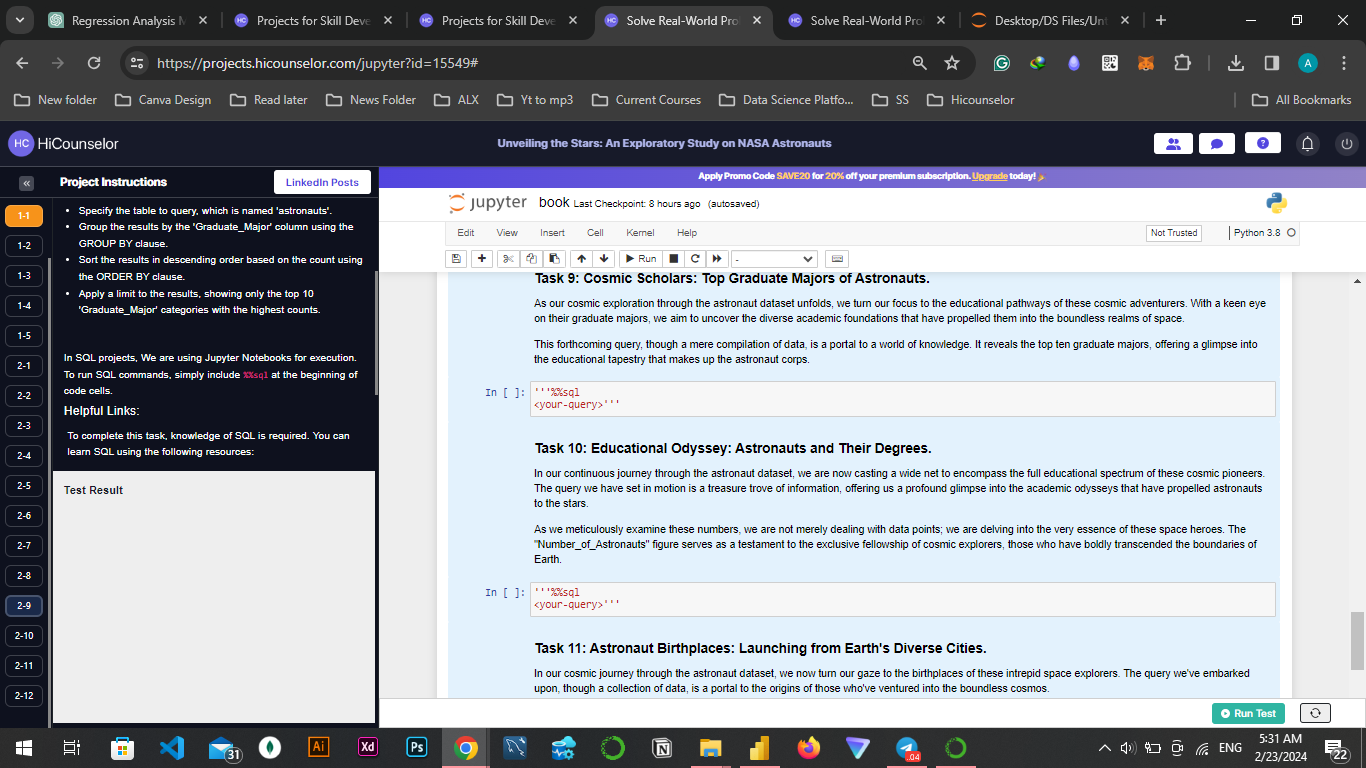 Regression Analysis M
Projects for Skill Deve
Projects for Skill Deve
Solve Real-World Pro
Solve Real-World Pro
Desktop/DS Files/Unt
https://projects.hicounselor.com/jupyter?id=15549#
A
New folder
Canva Design
Read later
News Folder
ALX
Yt to mp3
Current Courses
Data Science Platfo...
SS
Hicounselor
All Bookmarks
HC HiCounselor
Unveiling the Stars: An Exploratory Study on NASA Astronauts
Project Instructions
LinkedIn Posts
Apply Promo Code SAVE20 for 20% off your premium subscription. Upgrade today!
1-1
1-2
1-3
1-4
1-5
2-1
2-2
2-3
2-4
2-5
2-6
2-7
2-8
2-9
2-10
2-11
2-12
• Specify the table to query, which is named 'astronauts'.
• Group the results by the 'Graduate_Major' column using the
GROUP BY clause.
• Sort the results in descending order based on the count using
the ORDER BY clause.
• Apply a limit to the results, showing only the top 10
'Graduate_Major' categories with the highest counts.
In SQL projects, We are using Jupyter Notebooks for execution.
To run SQL commands, simply include %%sql at the beginning of
code cells.
Helpful Links:
To complete this task, knowledge of SQL is required. You can
learn SQL using the following resources:
Test Result
jupyter book Last Checkpoint: 8 hours ago (autosaved)
Edit View Insert Cell Kernel Help
Not Trusted
Python 3.8
Run
-
Task 9: Cosmic Scholars: Top Graduate Majors of Astronauts.
As our cosmic exploration through the astronaut dataset unfolds, we turn our focus to the educational pathways of these cosmic adventurers. With a keen eye
on their graduate majors, we aim to uncover the diverse academic foundations that have propelled them into the boundless realms of space.
This forthcoming query, though a mere compilation of data, is a portal to a world of knowledge. It reveals the top ten graduate majors, offering a glimpse into
the educational tapestry that makes up the astronaut corps.
In [ ]: '''%%sql
<your-query>'''
Task 10: Educational Odyssey: Astronauts and Their Degrees.
In our continuous journey through the astronaut dataset, we are now casting a wide net to encompass the full educational spectrum of these cosmic pioneers.
The query we have set in motion is a treasure trove of information, offering us a profound glimpse into the academic odysseys that have propelled astronauts
to the stars.
As we meticulously examine these numbers, we are not merely dealing with data points; we are delving into the very essence of these space heroes. The
"Number_of_Astronauts" figure serves as a testament to the exclusive fellowship of cosmic explorers, those who have boldly transcended the boundaries of
Earth.
In [ ]: '''%%sql
<your-query>'''
Task 11: Astronaut Birthplaces: Launching from Earth's Diverse Cities.
In our cosmic journey through the astronaut dataset, we now turn our gaze to the birthplaces of these intrepid space explorers. The query we've embarked
upon, though a collection of data, is a portal to the origins of those who've ventured into the boundless cosmos.
Run Test
31
Ai
Xd
Ps
.04
ENG
5:31 AM
2/23/2024
22